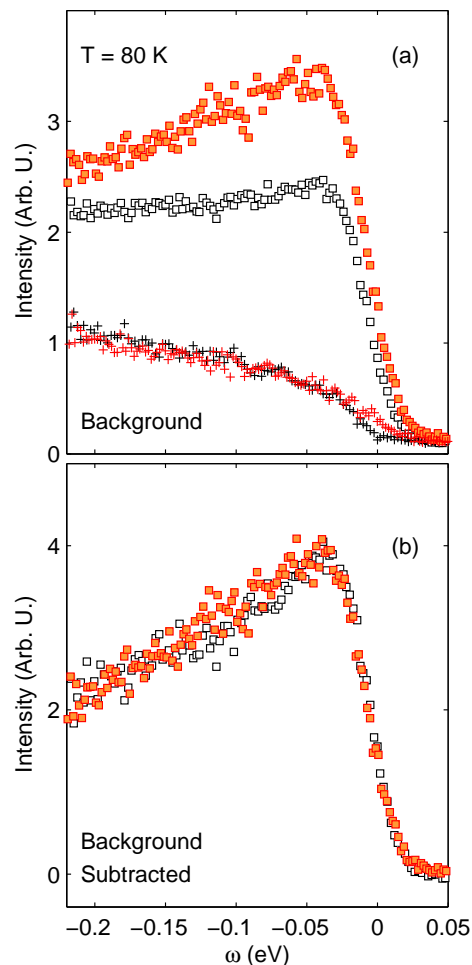 T = 80 K
(a)
3
2
1
0
Intensity (Arb. U.)
Background
(b)
4
2
0
Intensity (Arb. U.)
Background
Subtracted
−0.2 −0.15 −0.1 −0.05 0 0.05
ω (eV)